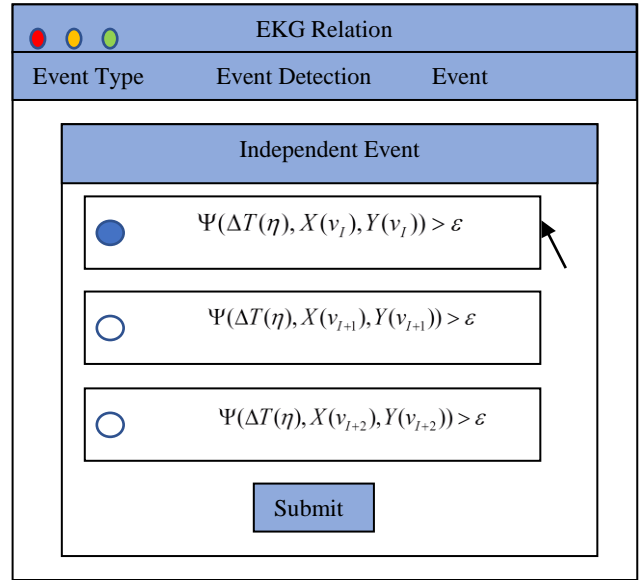 EKG Relation
Event Type Event Detection Event
Independent Event
Ψ(ΔT(η), X(v_I), Y(v_I)) > ε
Ψ(ΔT(η), X(v_{I+1}), Y(v_{I+1})) > ε
Ψ(ΔT(η), X(v_{I+2}), Y(v_{I+2})) > ε
Submit